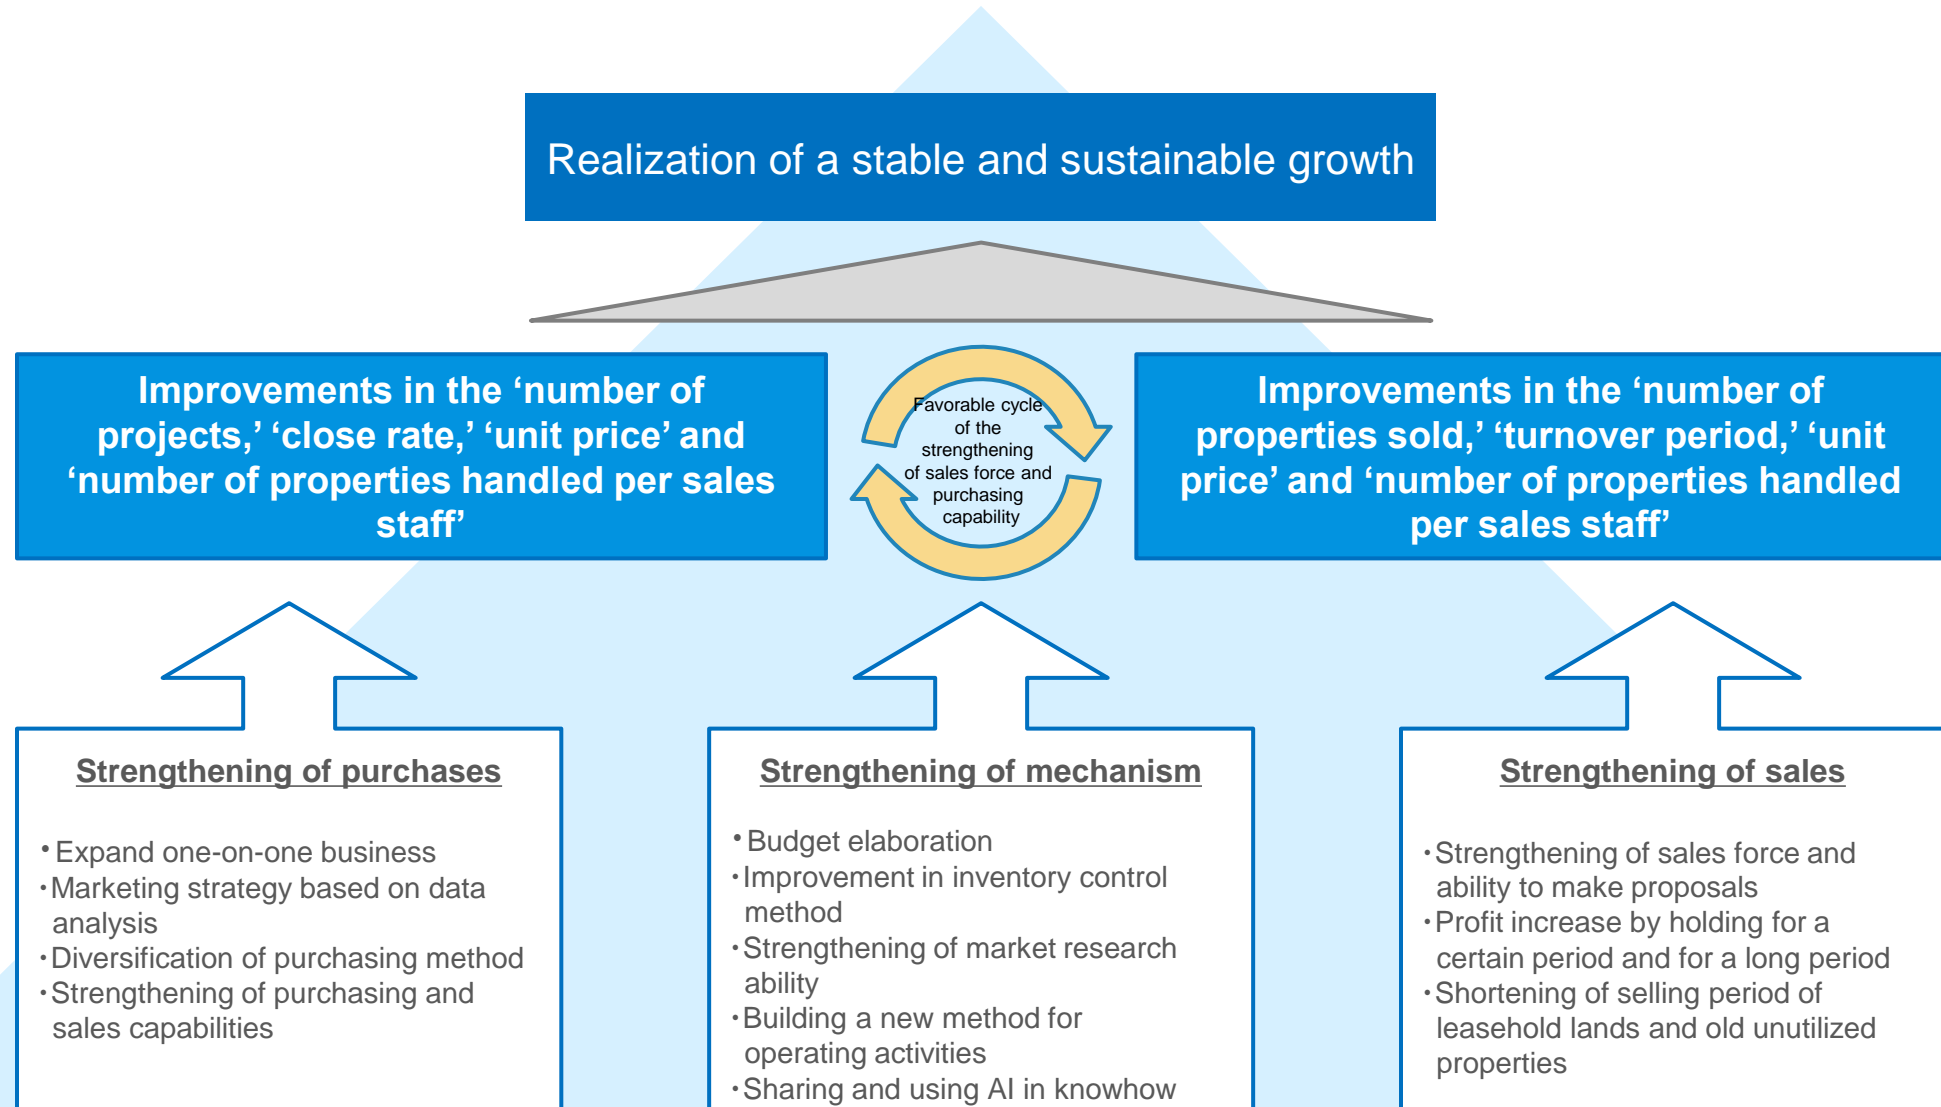 Realization of a stable and sustainable growth
Improvements in the ‘number of
projects,’ ‘close rate,’ ‘unit price’ and
‘number of properties handled per sales
staff’
Favorable cycle
of the
strengthening
of sales force and
purchasing
capability
Improvements in the ‘number of
properties sold,’ ‘turnover period,’ ‘unit
price’ and ‘number of properties handled
per sales staff’
Strengthening of purchases
・Expand one-on-one business
・Marketing strategy based on data
analysis
・Diversification of purchasing method
・Strengthening of purchasing and
sales capabilities
Strengthening of mechanism
・Budget elaboration
・Improvement in inventory control
method
・Strengthening of market research
ability
・Building a new method for
operating activities
・Sharing and using AI in knowhow
Strengthening of sales
・Strengthening of sales force and
ability to make proposals
・Profit increase by holding for a
certain period and for a long period
・Shortening of selling period of
leasehold lands and old unutilized
properties